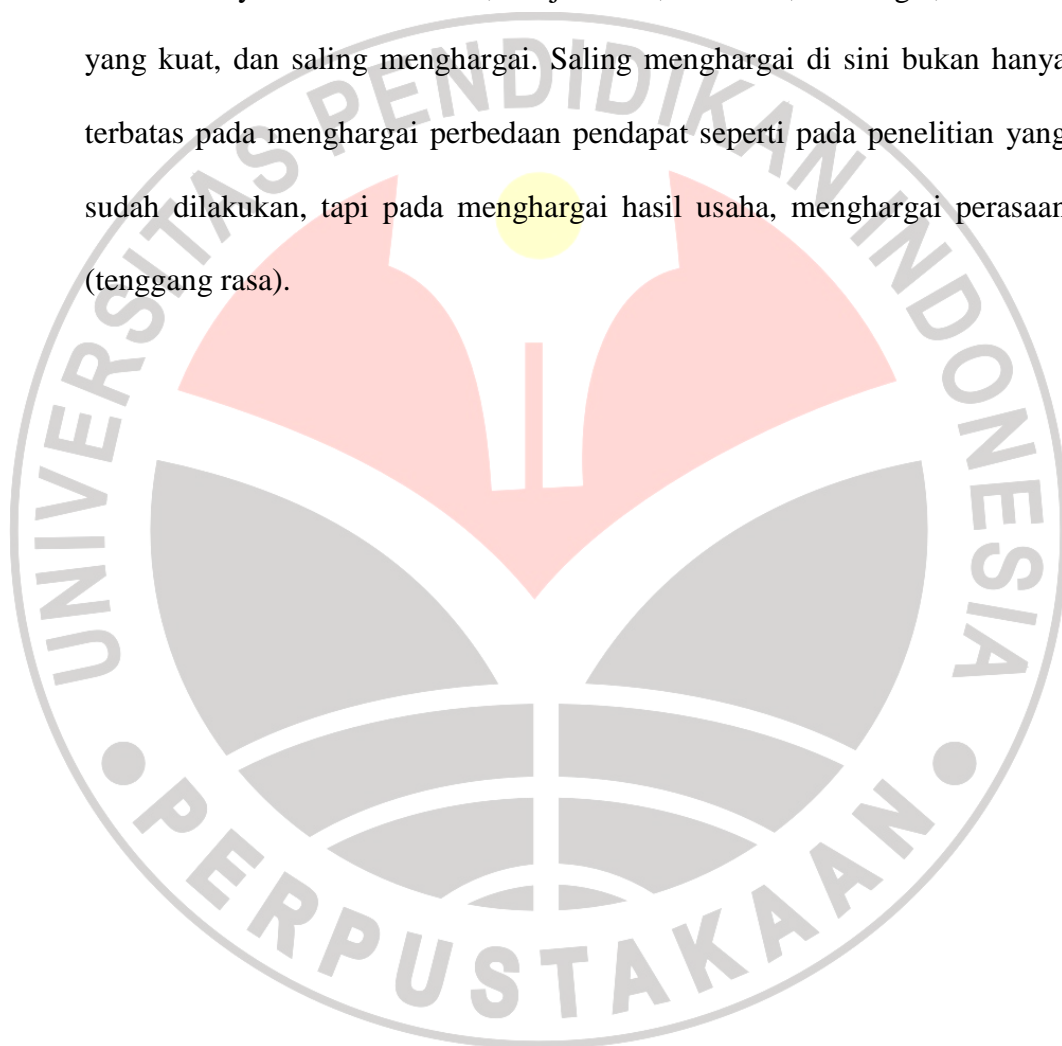 yang kuat, dan saling menghargai. Saling menghargai di sini bukan hanya
terbatas pada menghargai perbedaan pendapat seperti pada penelitian yang
sudah dilakukan, tapi pada menghargai hasil usaha, menghargai perasaan
(tenggang rasa).
UNIVERSITAS PENDIDIKAN INDONESIA
PERPUSTAKAAN